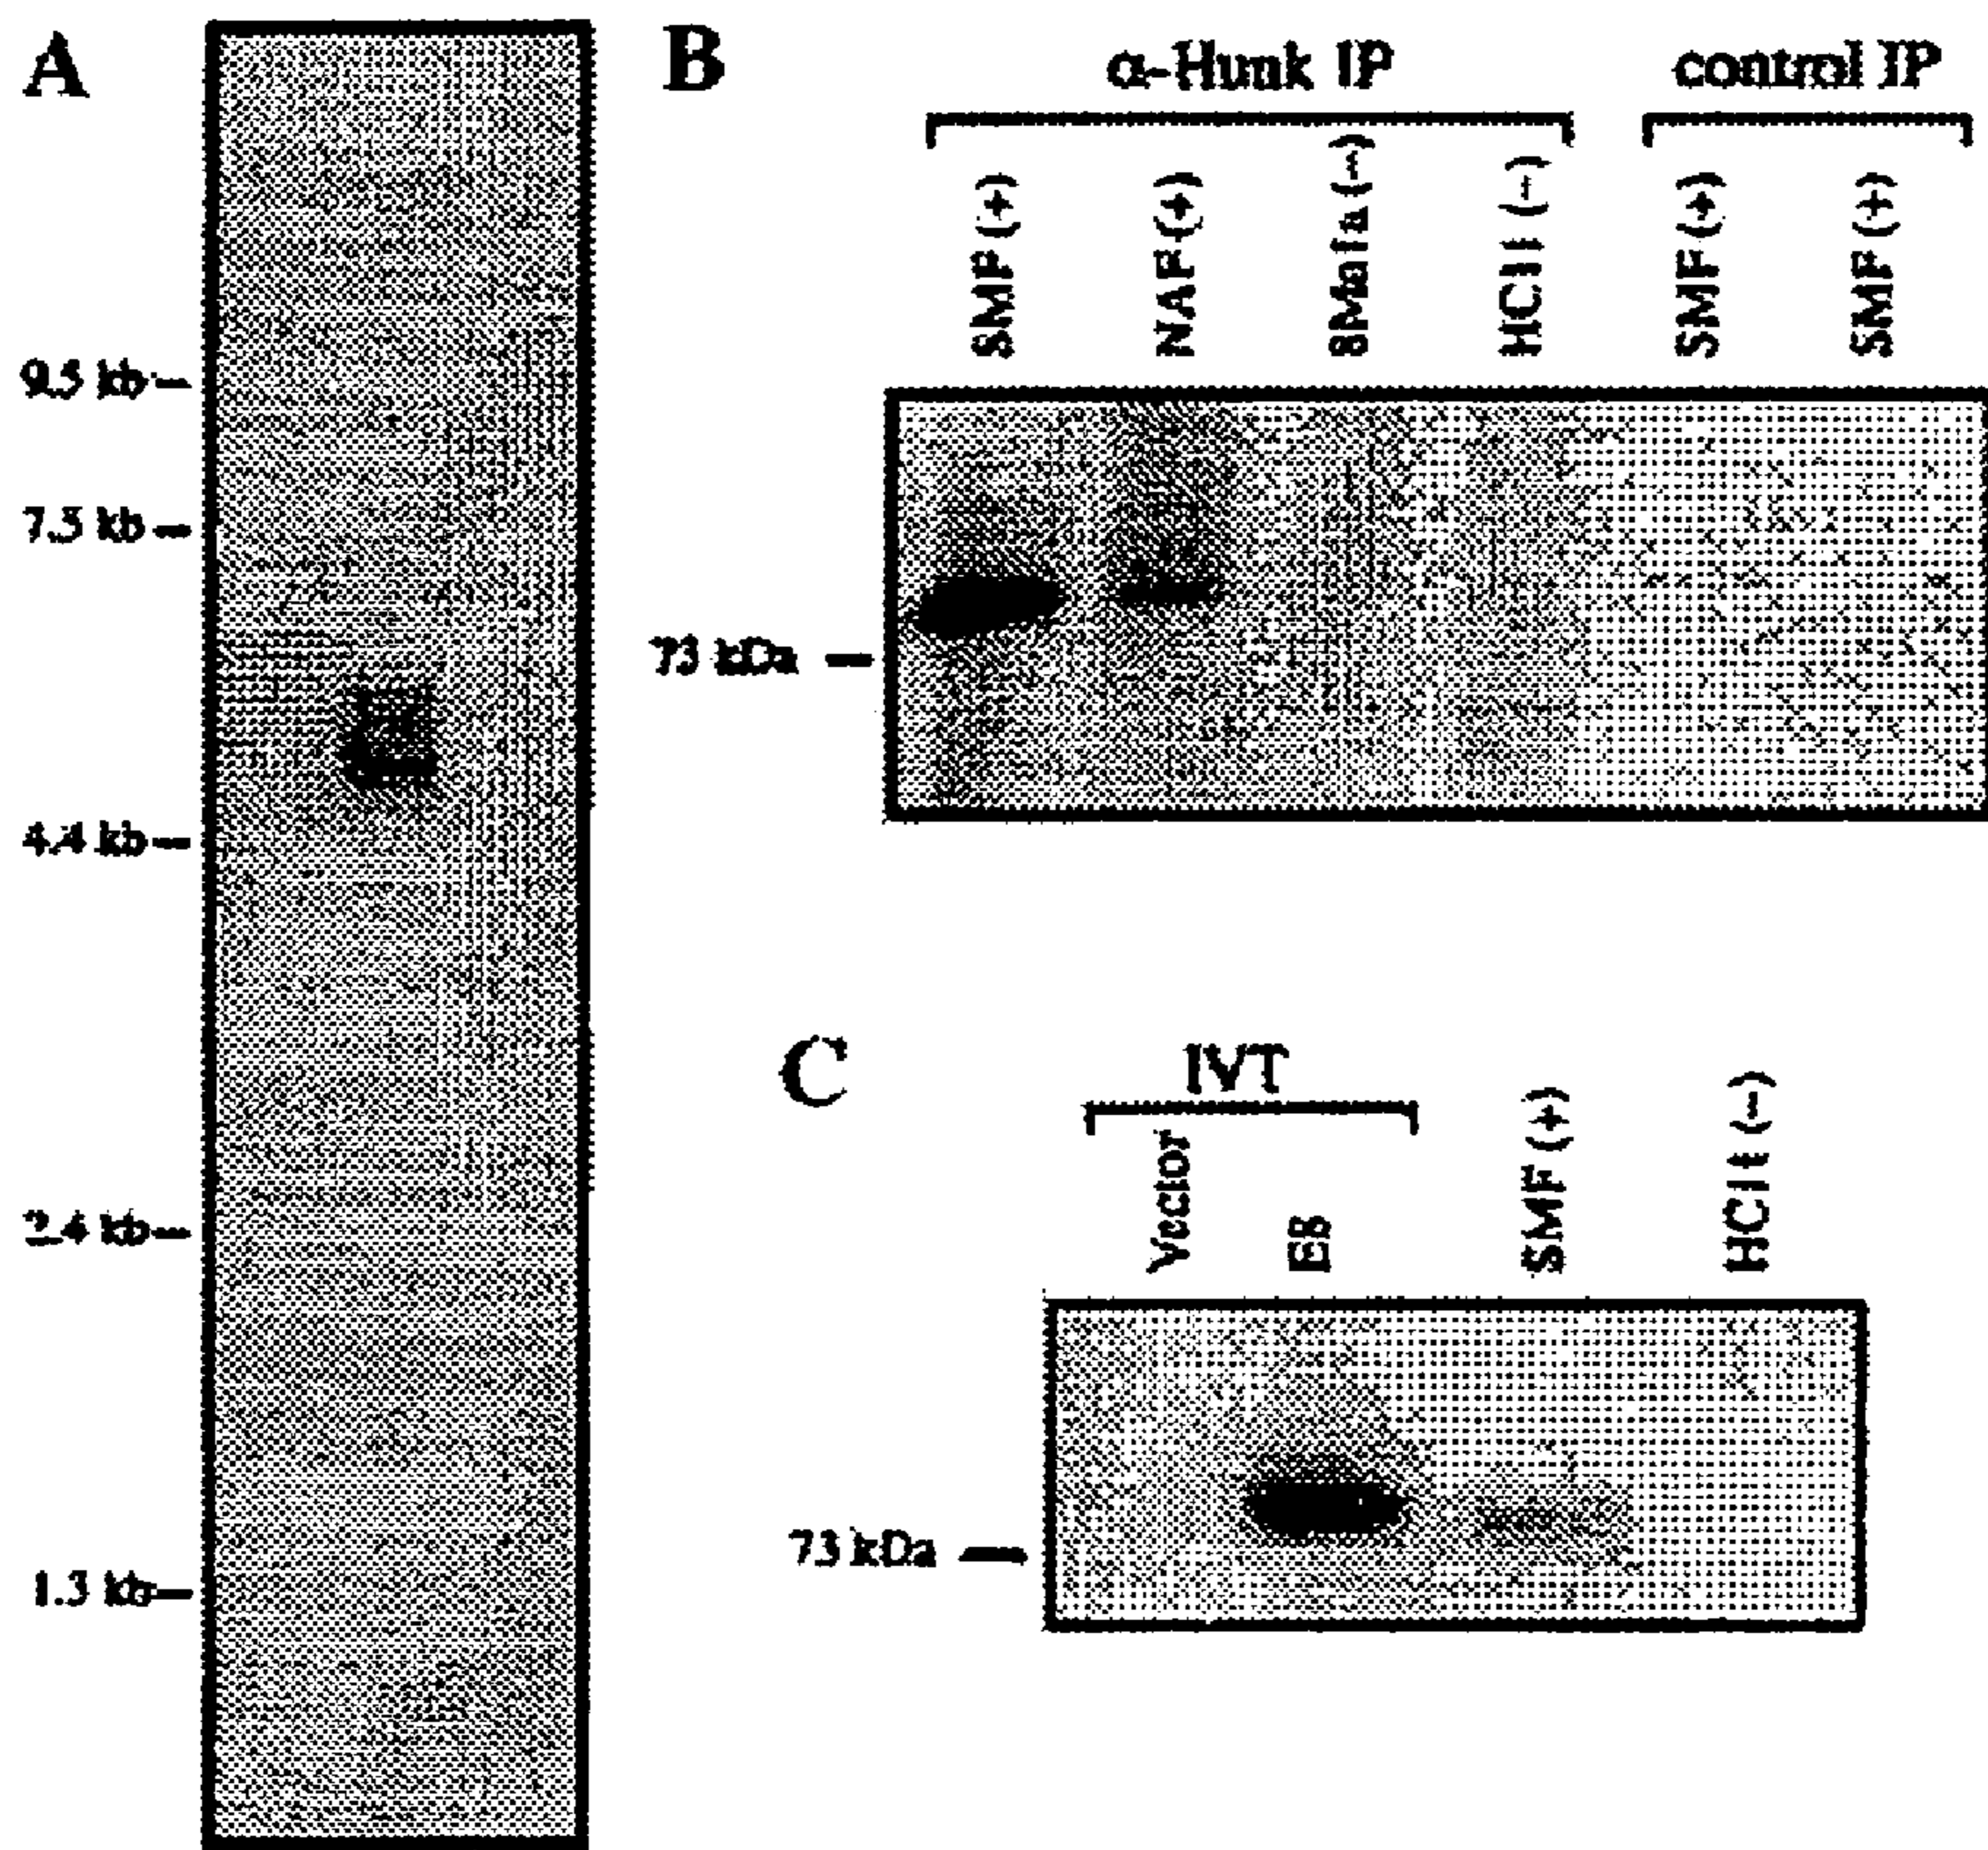 A
9.5 kb
7.5 kb
4.4 kb
2.4 kb
1.3 kb
B
α-Hunk IP
control IP
SMF (+)
NAF (+)
8Ma1a (-)
HC11 (-)
SMF (+)
SMF (+)
73 kDa
C
IVT
Vector
E8
SMF (+)
HC11 (-)
73 kDa